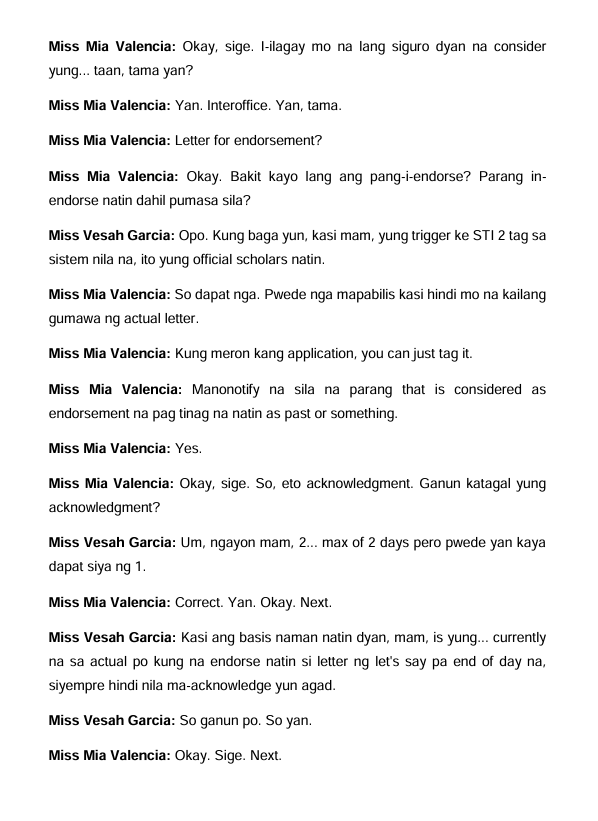 Miss Mia Valencia: Okay, sige. I-ilagay mo na lang siguro dyan na consider
yung... taan, tama yan?
Miss Mia Valencia: Yan. Interoffice. Yan, tama.
Miss Mia Valencia: Letter for endorsement?
Miss Mia Valencia: Okay. Bakit kayo lang ang pang-i-endorse? Parang in-
endorse natin dahil pumasa sila?
Miss Vesah Garcia: Opo. Kung baga yun, kasi mam, yung trigger ke STI 2 tag sa
sistem nila na, ito yung official scholars natin.
Miss Mia Valencia: So dapat nga. Pwede nga mapabilis kasi hindi mo na kailang
gumawa ng actual letter.
Miss Mia Valencia: Kung meron kang application, you can just tag it.
Miss Mia Valencia: Manonotify na sila na parang that is considered as
endorsement na pag tinag na natin as past or something.
Miss Mia Valencia: Yes.
Miss Mia Valencia: Okay, sige. So, eto acknowledgment. Ganun katagal yung
acknowledgment?
Miss Vesah Garcia: Um, ngayon mam, 2... max of 2 days pero pwede yan kaya
dapat siya ng 1.
Miss Mia Valencia: Correct. Yan. Okay. Next.
Miss Vesah Garcia: Kasi ang basis naman natin dyan, mam, is yung... currently
na sa actual po kung na endorse natin si letter ng let's say pa end of day na,
siyempre hindi nila ma-acknowledge yun agad.
Miss Vesah Garcia: So ganun po. So yan.
Miss Mia Valencia: Okay. Sige. Next.